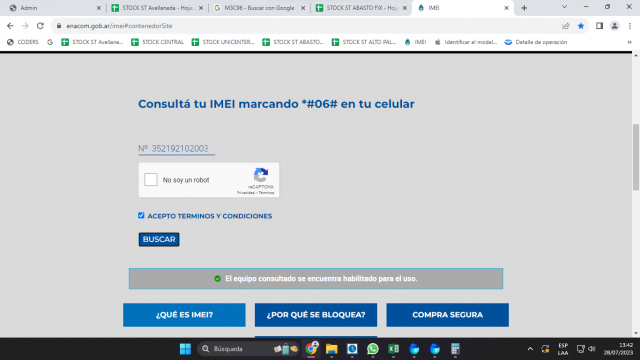 Admin
STOCK ST Avellaneda - Hojas
M3C96 - Buscar con Google
STOCK ST ABASTO FIX - Hoja
IMEI
enacom.gob.ar/imei#contenedorSite
CODERS
STOCK ST Avellane...
STOCK CENTRAL
STOCK UNICENTER...
STOCK ST ABASTO...
STOCK ST ALTO PAL...
IMEI
Identificar el model...
Detalle de operación
Consultá tu IMEI marcando *#06# en tu celular
Nº 352192102003
No soy un robot
reCAPTCHA
Privacidad - Términos
ACEPTO TERMINOS Y CONDICIONES
BUSCAR
El equipo consultado se encuentra habilitado para el uso.
¿QUÉ ES IMEI?
¿POR QUÉ SE BLOQUEA?
COMPRA SEGURA
Búsqueda
ESP
LAA
13:42
28/07/2023